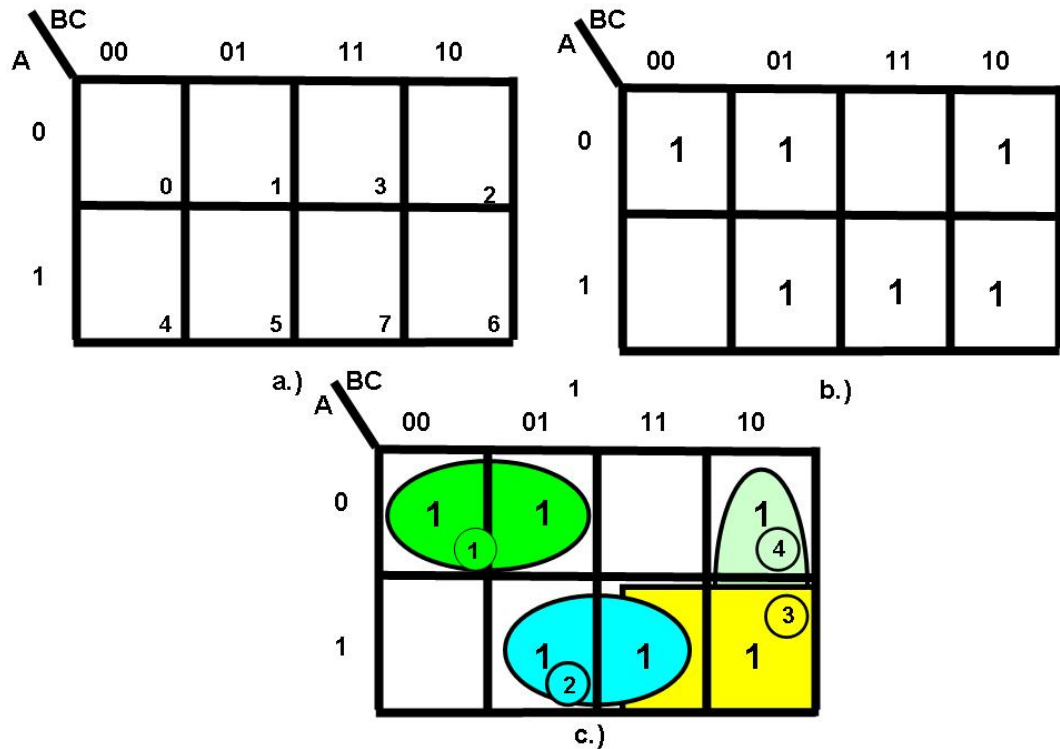 BC
A 00 01 11 10
0
0 1 3 2
1
4 5 7 6
a.)
BC
A 00 01 11 10
0 1 1 1
1 1 1 1
b.)
BC 1
A 00 01 11 10
0 1 1 1
1 4
3
1 1 1 1
2
c.)